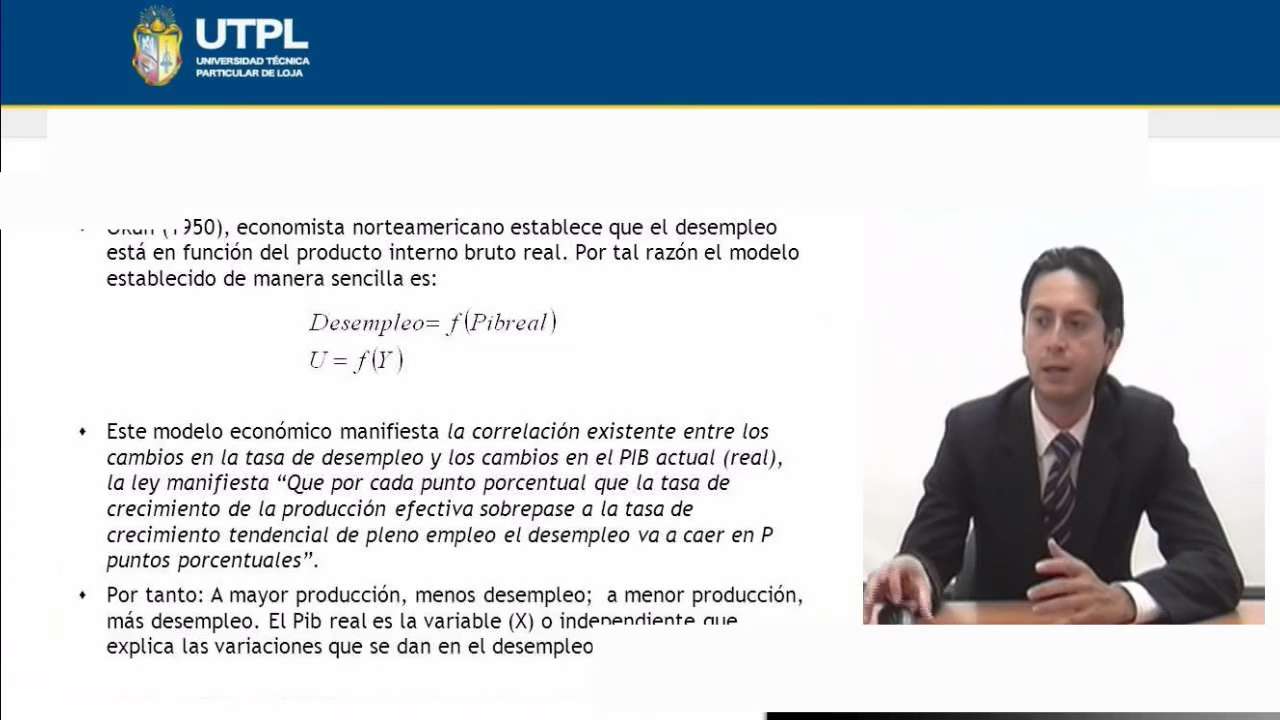 UTPL
UNIVERSIDAD TÉCNICA
PARTICULAR DE LOJA
Okun (1950), economista norteamericano establece que el desempleo
está en función del producto interno bruto real. Por tal razón el modelo
establecido de manera sencilla es:
Desempleo= f(Pibreal)
U = f(Y)
Este modelo económico manifiesta la correlación existente entre los
cambios en la tasa de desempleo y los cambios en el PIB actual (real),
la ley manifiesta “Que por cada punto porcentual que la tasa de
crecimiento de la producción efectiva sobrepase a la tasa de
crecimiento tendencial de pleno empleo el desempleo va a caer en P
puntos porcentuales”.
Por tanto: A mayor producción, menos desempleo; a menor producción,
más desempleo. El Pib real es la variable (X) o independiente que
explica las variaciones que se dan en el desempleo